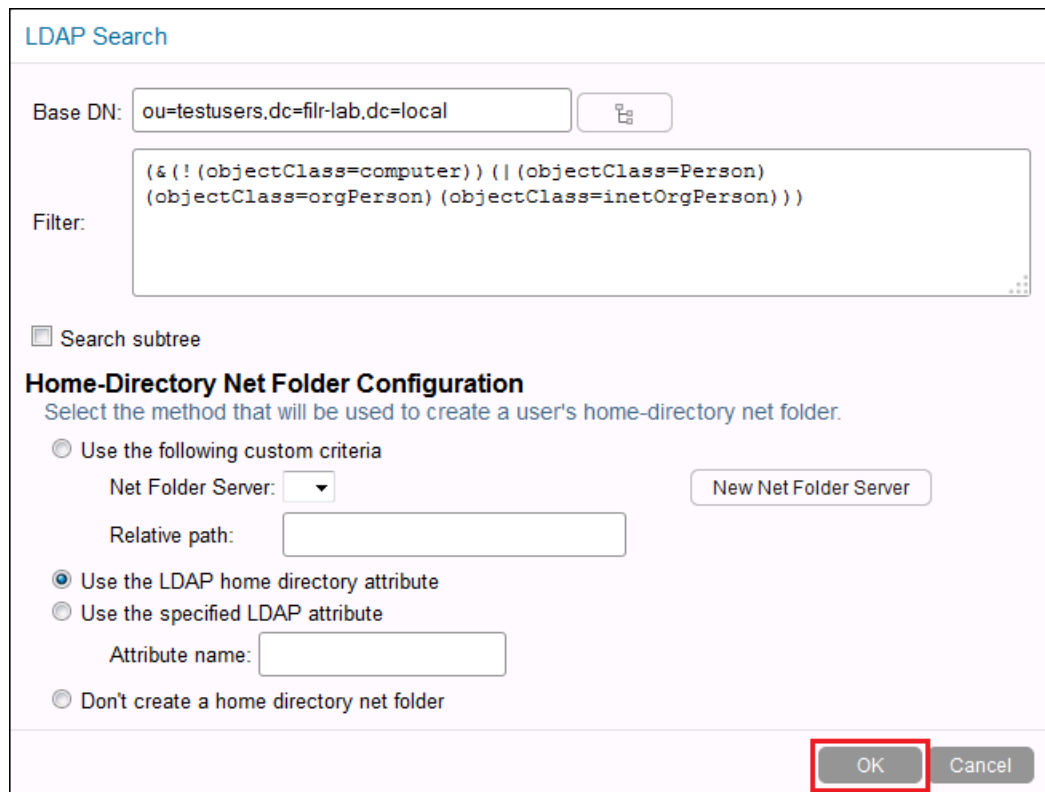 LDAP Search
Base DN: ou=testusers,dc=filr-lab,dc=local
(&(!(objectClass=computer))(|(objectClass=Person)
(objectClass=orgPerson)(objectClass=inetOrgPerson)))
Filter:
Search subtree
Home-Directory Net Folder Configuration
Select the method that will be used to create a user's home-directory net folder.
Use the following custom criteria
Net Folder Server: New Net Folder Server
Relative path:
Use the LDAP home directory attribute
Use the specified LDAP attribute
Attribute name:
Don't create a home directory net folder
OK Cancel